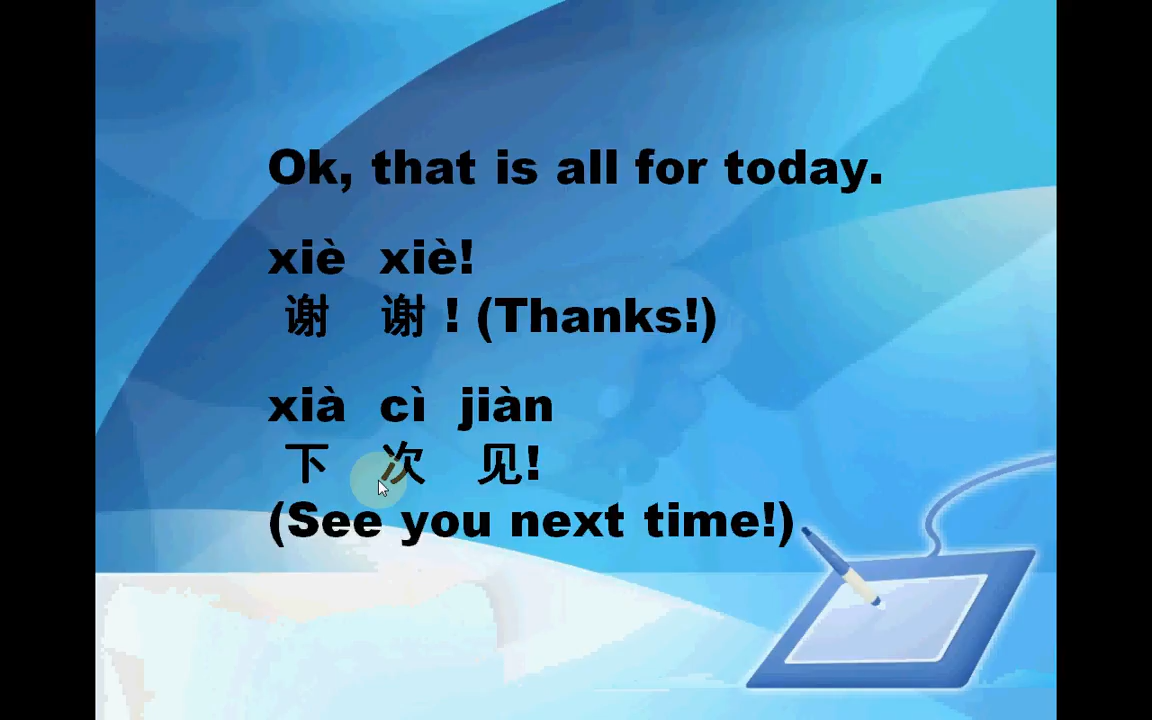 Ok, that is all for today.
xiè xiè!
谢 谢 ! (Thanks!)
xià cì jiàn
下 次 见!
(See you next time!)